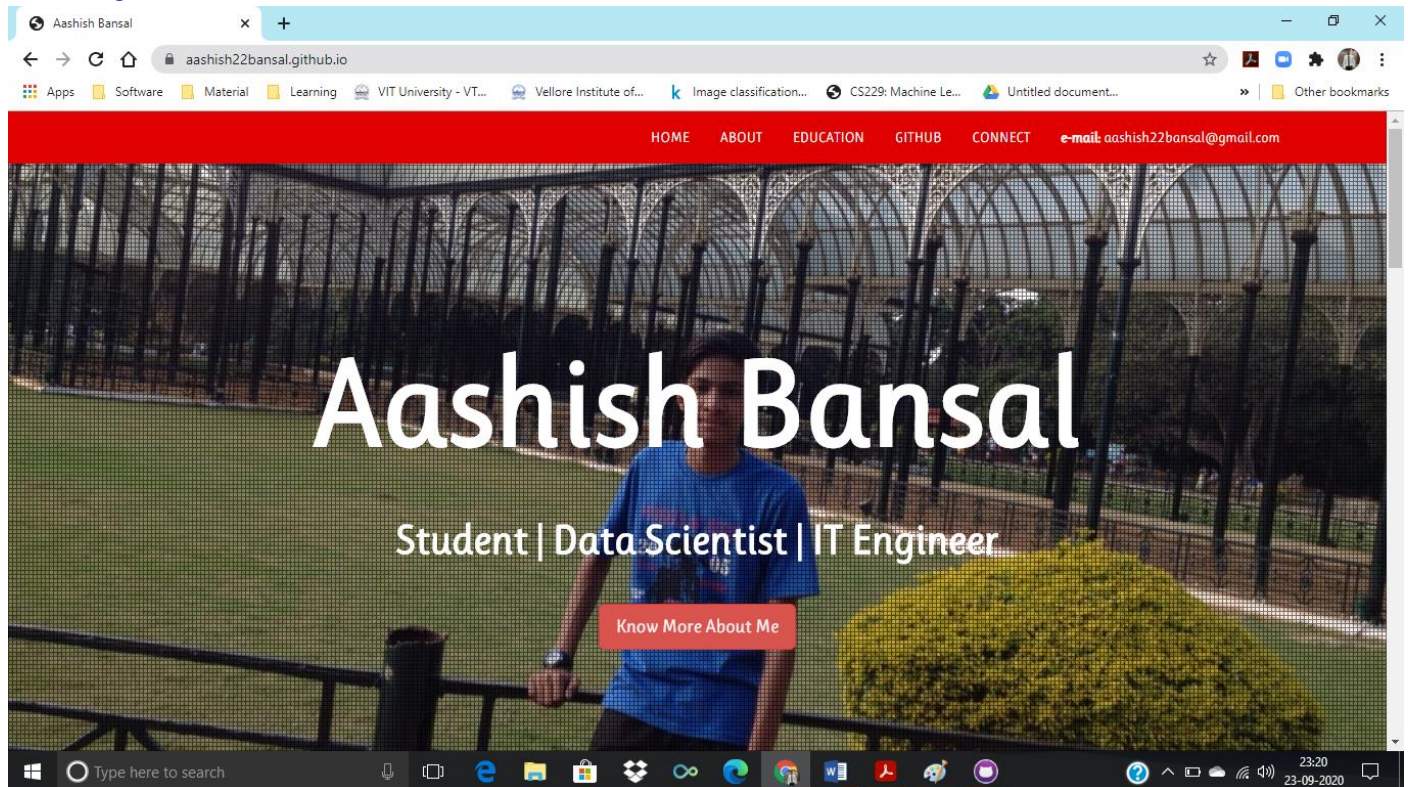 Aashish Bansal
aashish22bansal.github.io
Apps Software Material Learning VIT University - VT... Vellore Institute of... k Image classification... CS229: Machine Le... Untitled document... » Other bookmarks
HOME ABOUT EDUCATION GITHUB CONNECT e-mail: aashish22bansal@gmail.com
Aashish Bansal
Student | Data Scientist | IT Engineer
Know More About Me
Type here to search
23:20
23-09-2020